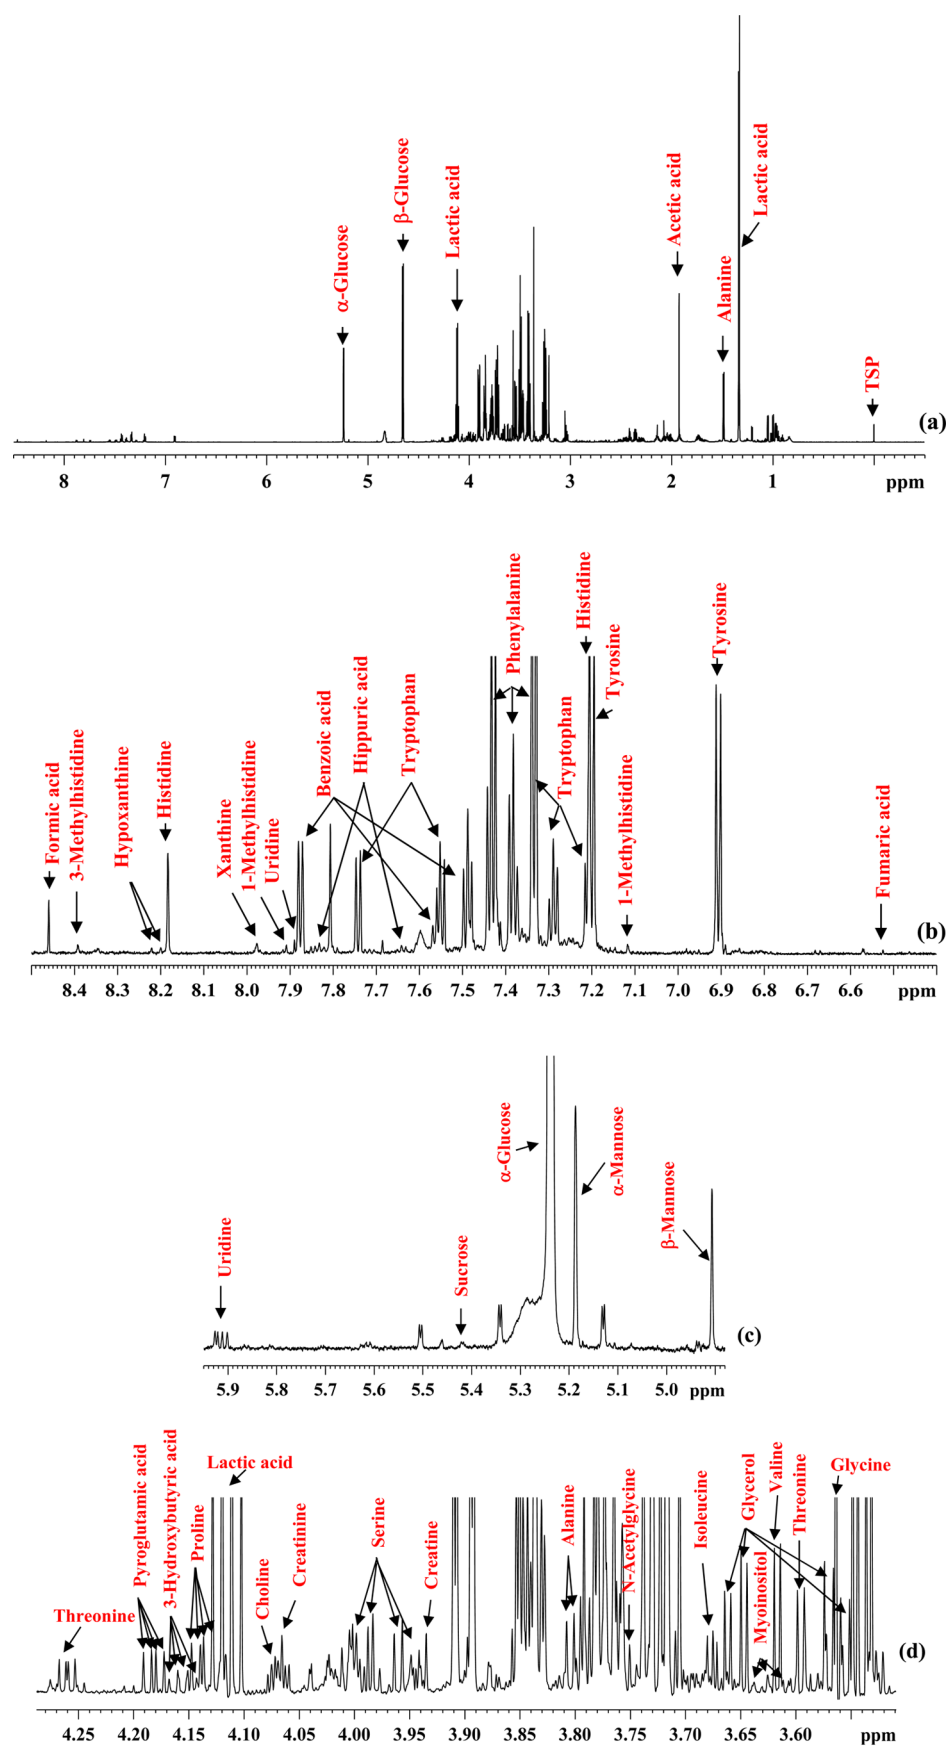 α-Glucose
β-Glucose
Lactic acid
Acetic acid
Alanine
Lactic acid
TSP
(a)
8 7 6 5 4 3 2 1 ppm
Formic acid
3-Methylhistidine
Hypoxanthine
Histidine
Xanthine
1-Methylhistidine
Uridine
Benzoic acid
Hippuric acid
Tryptophan
Phenylalanine
Tryptophan
Histidine
Tyrosine
1-Methylhistidine
Tyrosine
Fumaric acid
(b)
8.4 8.3 8.2 8.1 8.0 7.9 7.8 7.7 7.6 7.5 7.4 7.3 7.2 7.1 7.0 6.9 6.8 6.7 6.6 ppm
Uridine
Sucrose
α-Glucose
α-Mannose
β-Mannose
(c)
5.9 5.8 5.7 5.6 5.5 5.4 5.3 5.2 5.1 5.0 ppm
Threonine
Pyroglutamic acid
3-Hydroxybutyric acid
Proline
Lactic acid
Choline
Creatinine
Serine
Creatine
Alanine
N-Acetylglycine
Isoleucine
Glycerol
Myoinositol
Valine
Threonine
Glycine
(d)
4.25 4.20 4.15 4.10 4.05 4.00 3.95 3.90 3.85 3.80 3.75 3.70 3.65 3.60 ppm